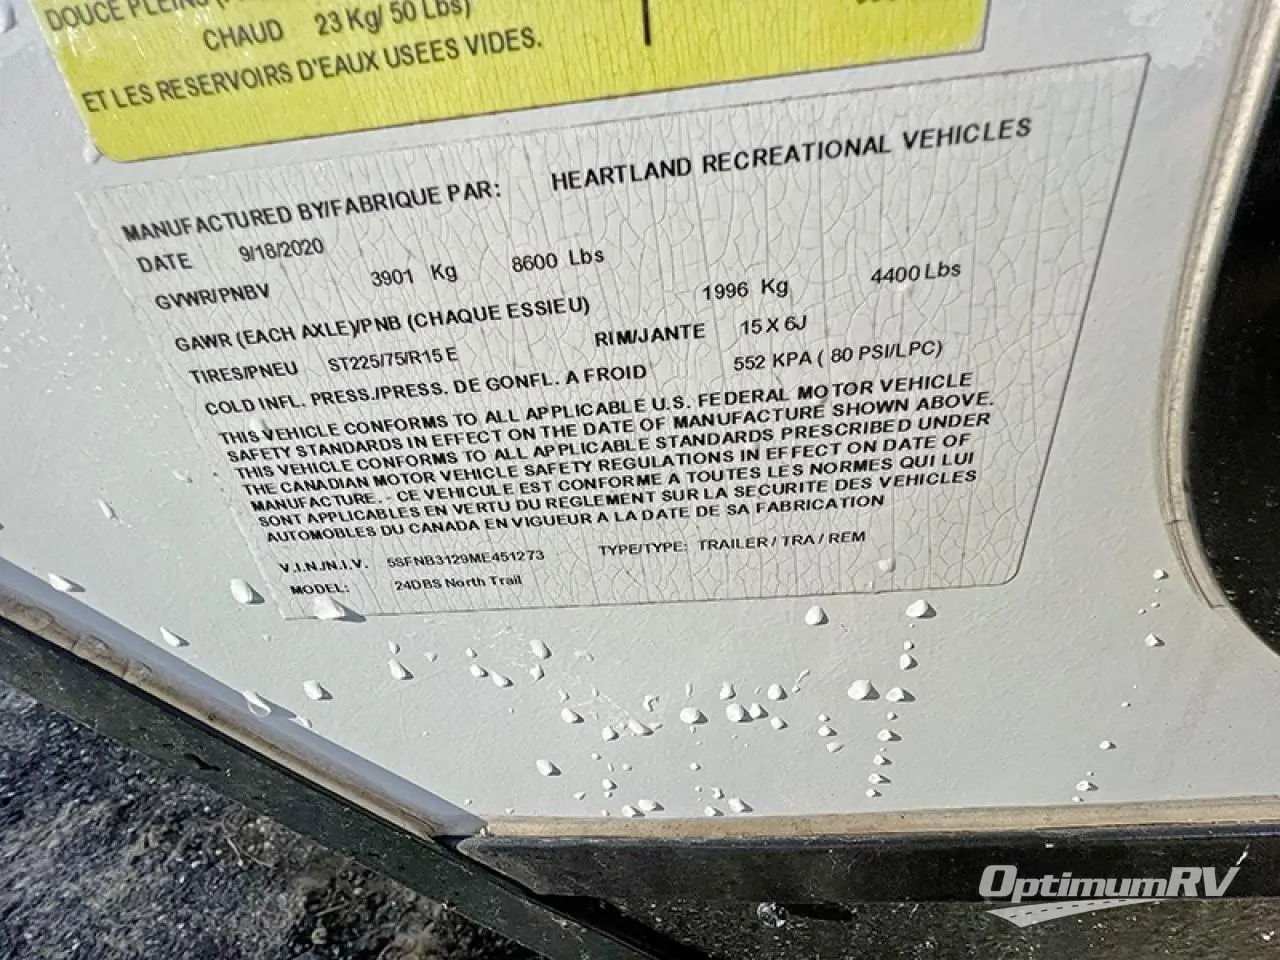 DOUCE PLEINS
CHAUD 23 Kg/ 50 Lbs)
ET LES RESERVOIRS D'EAUX USEES VIDES.
MANUFACTURED BY/FABRIQUE PAR: HEARTLAND RECREATIONAL VEHICLES
DATE 9/18/2020
GVWR/PNBV 3901 Kg 8600 Lbs
GAWR (EACH AXLE)/PNB (CHAQUE ESSIEU) 1996 Kg 4400 Lbs
TIRES/PNEU ST225/75/R15 E RIM/JANTE 15 X 6J
COLD INFL. PRESS./PRESS. DE GONFL. A FROID 552 KPA ( 80 PSI/LPC)
THIS VEHICLE CONFORMS TO ALL APPLICABLE U.S. FEDERAL MOTOR VEHICLE
SAFETY STANDARDS IN EFFECT ON THE DATE OF MANUFACTURE SHOWN ABOVE.
THIS VEHICLE CONFORMS TO ALL APPLICABLE STANDARDS PRESCRIBED UNDER
THE CANADIAN MOTOR VEHICLE SAFETY REGULATIONS IN EFFECT ON DATE OF
MANUFACTURE. - CE VEHICULE EST CONFORME A TOUTES LES NORMES QUI LUI
SONT APPLICABLES EN VERTU DU REGLEMENT SUR LA SECURITE DES VEHICLES
AUTOMOBILES DU CANADA EN VIGUEUR A LA DATE DE SA FABRICATION
V.I.N./N.I.V. 5SFNB3129ME451273 TYPE/TYPE: TRAILER / TRA / REM
MODEL: 24DBS North Trail
OptimumRV